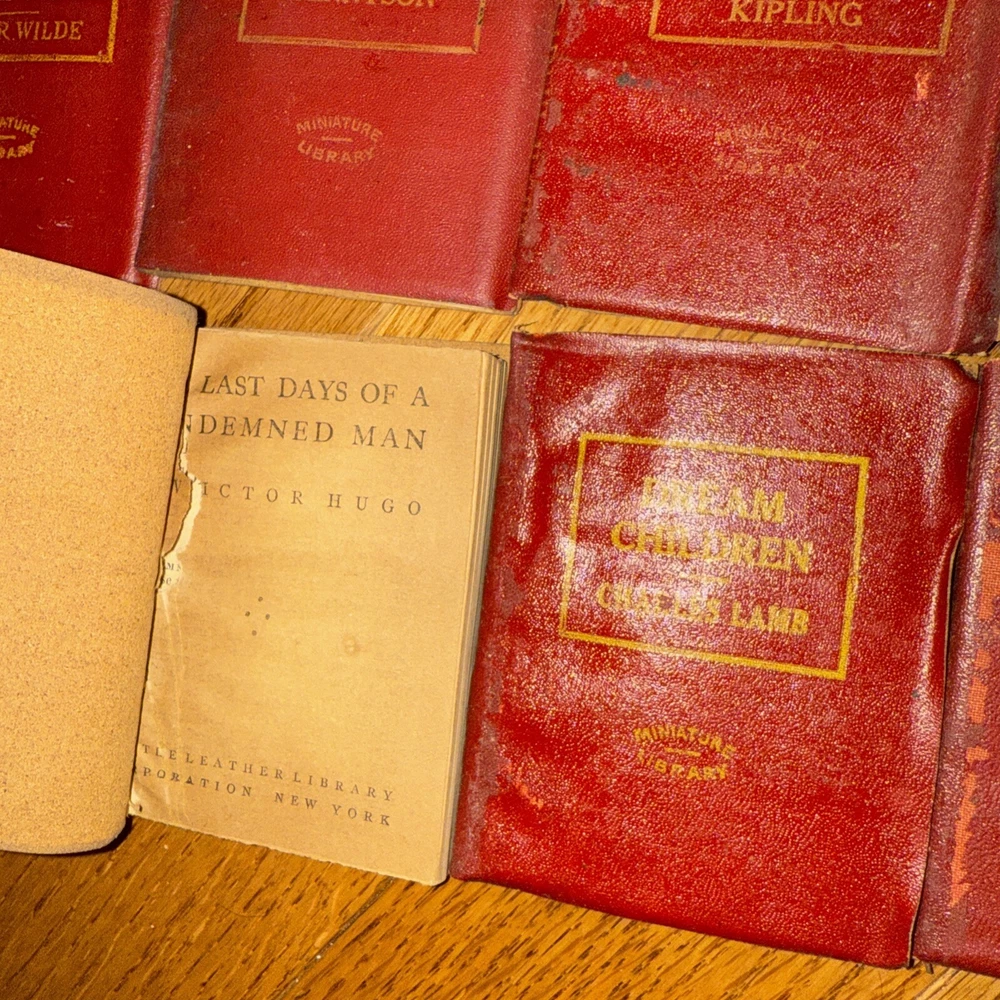 R. WILDE
KIPLING
MINIATURE
LIBRARY
MINIATURE
LIBRARY
LAST DAYS OF A
NDEMNED MAN
VICTOR HUGO
TLE LEATHER LIBRARY
PORATION NEW YORK
DREAM
CHILDREN
CHARLES LAMB
MINIATURE
LIBRARY